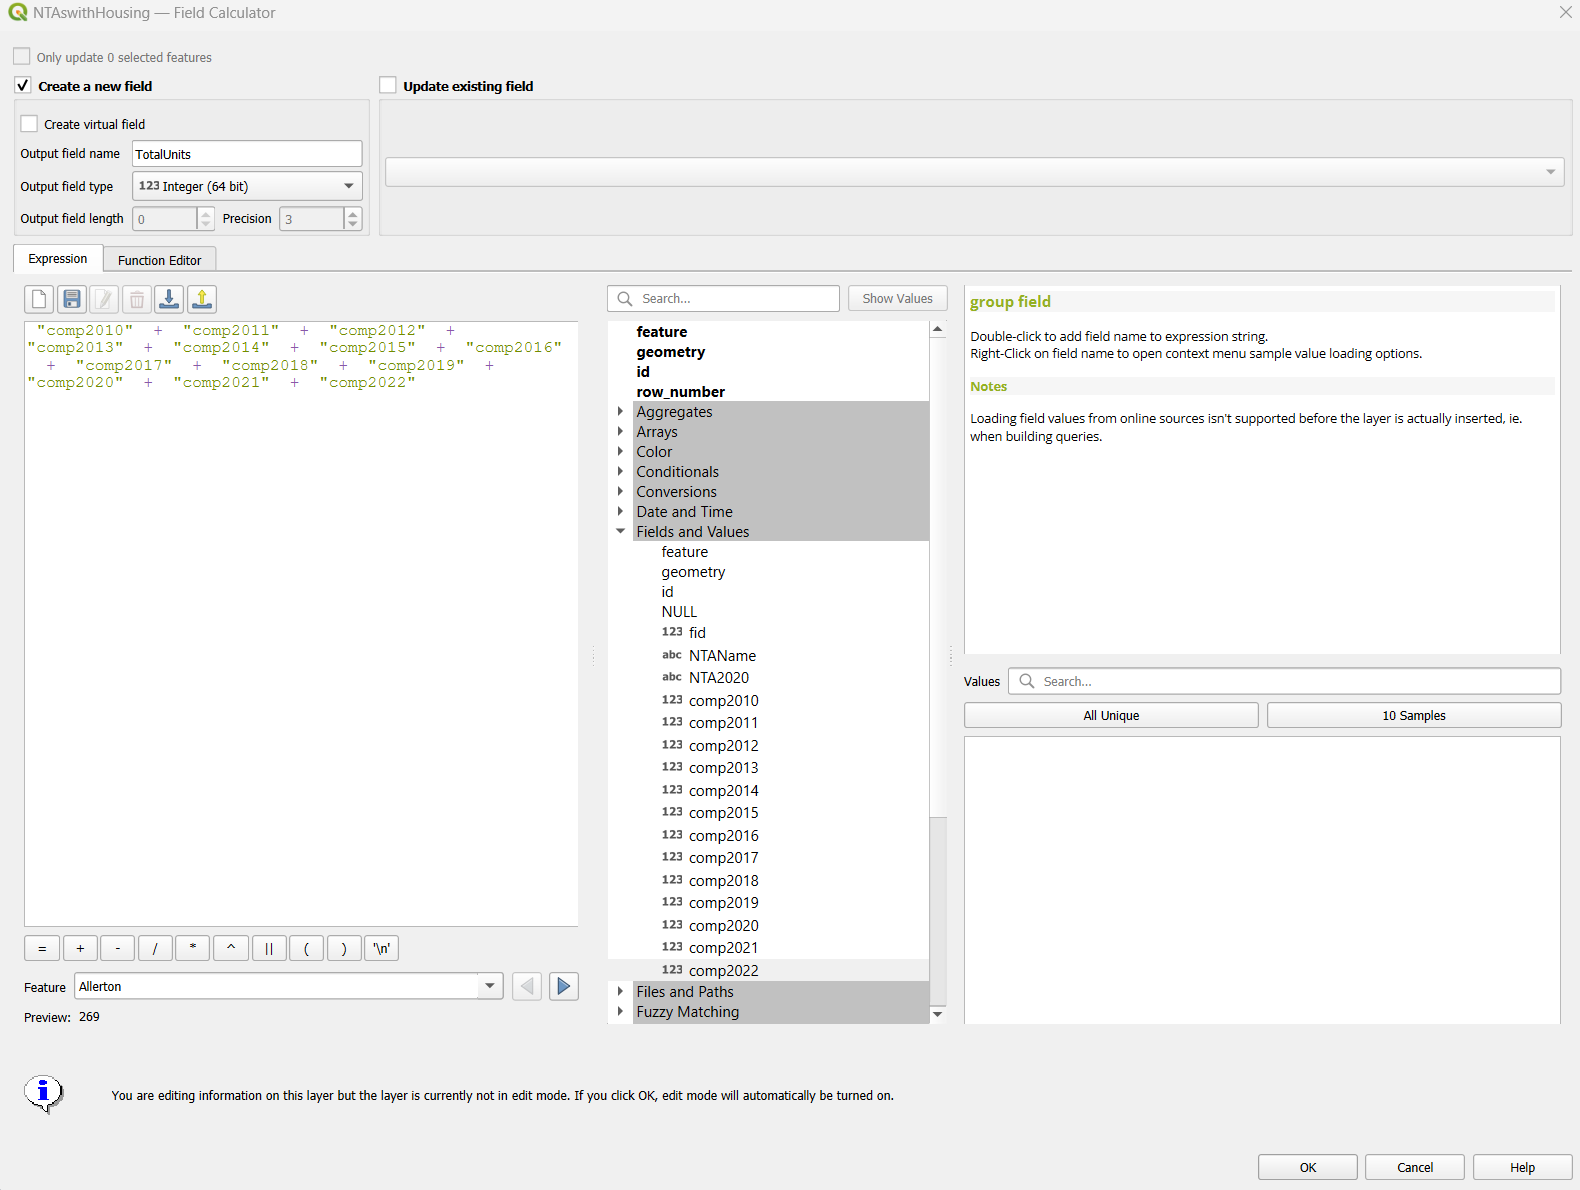 NTAswithHousing — Field Calculator
Only update 0 selected features
Create a new field
Update existing field
Create virtual field
Output field name TotalUnits
Output field type 123 Integer (64 bit)
Output field length 0 Precision 3
Expression Function Editor
Search... Show Values
"comp2010" + "comp2011" + "comp2012" +
"comp2013" + "comp2014" + "comp2015" + "comp2016"
+ "comp2017" + "comp2018" + "comp2019" +
"comp2020" + "comp2021" + "comp2022"
feature
geometry
id
row_number
Aggregates
Arrays
Color
Conditionals
Conversions
Date and Time
Fields and Values
feature
geometry
id
NULL
123 fid
abc NTAName
abc NTA2020
123 comp2010
123 comp2011
123 comp2012
123 comp2013
123 comp2014
123 comp2015
123 comp2016
123 comp2017
123 comp2018
123 comp2019
123 comp2020
123 comp2021
123 comp2022
Files and Paths
Fuzzy Matching
group field
Double-click to add field name to expression string.
Right-Click on field name to open context menu sample value loading options.
Notes
Loading field values from online sources isn't supported before the layer is actually inserted, ie.
when building queries.
Values Search...
All Unique 10 Samples
= + - / * ^ || ( ) '\n'
Feature Allerton
Preview: 269
You are editing information on this layer but the layer is currently not in edit mode. If you click OK, edit mode will automatically be turned on.
OK Cancel Help